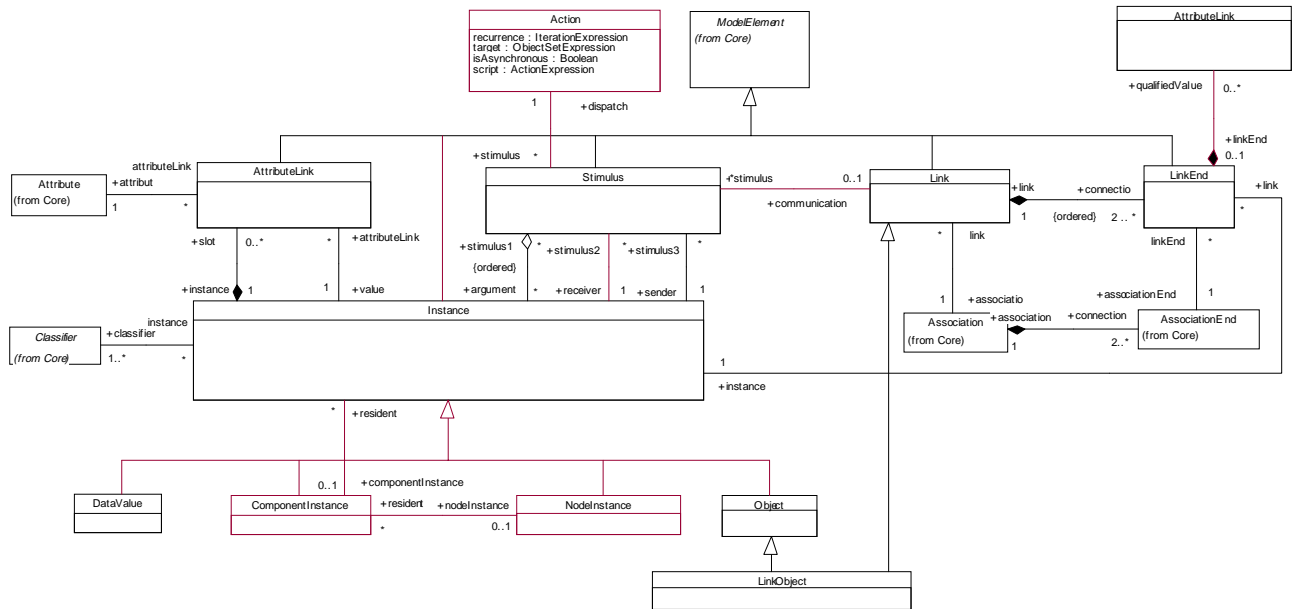 Action
recurrence : IterationExpression
target : ObjectSetExpression
isAsynchronous : Boolean
script : ActionExpression
ModelElement
(from Core)
AttributeLink
1
+dispatch
+qualifiedValue
0..*
+stimulus
*
+linkEnd
0..1
attributeLink
Attribute
(from Core)
+attribut
1
*
AttributeLink
Stimulus
+*stimulus
0..1
+communication
Link
+link
1
+connectio
{ordered}
2..*
LinkEnd
+link
*
+slot
0..*
*
+attributeLink
+stimulus1
*
{ordered}
+stimulus2
*
+stimulus3
*
*
link
linkEnd
*
+instance
1
1
+value
+argument
*
+receiver
1
+sender
1
1
+associatio
+associationEnd
1
Classifier
(from Core)
+classifier
1..*
instance
*
Instance
Association
(from Core)
+association
1
+connection
2..*
AssociationEnd
(from Core)
1
+instance
*
+resident
0..1
+componentInstance
DataValue
ComponentInstance
+resident
*
+nodeInstance
0..1
NodeInstance
Object
LinkObject